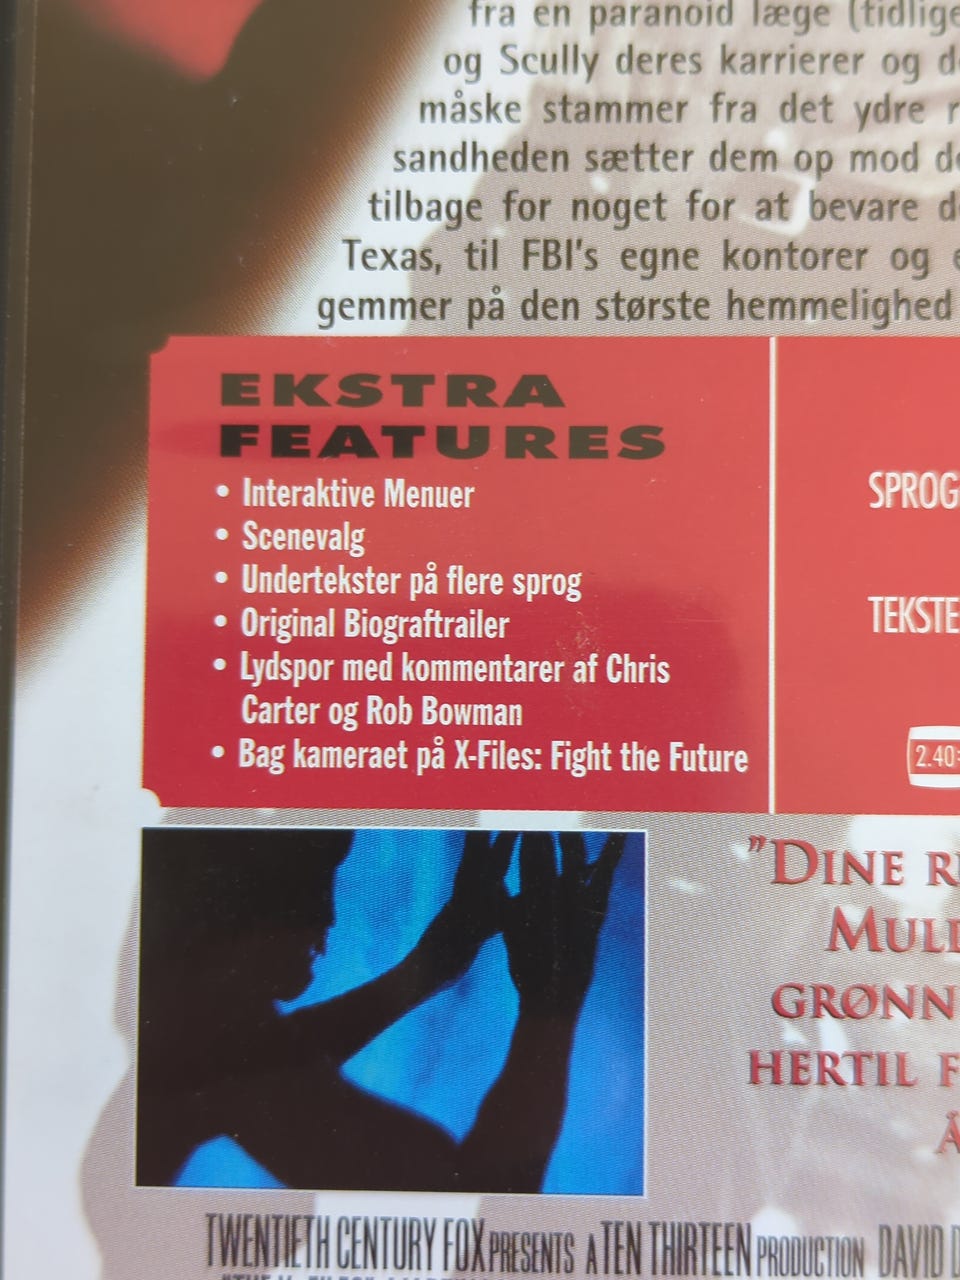 fra en paranoid læge (tidlige
og Scully deres karrierer og d
måske stammer fra det ydre r
sandheden sætter dem op mod d
tilbage for noget for at bevare d
Texas, til FBI's egne kontorer og e
gemmer på den største hemmelighed
EKSTRA
FEATURES
• Interaktive Menuer
• Scenevalg
• Undertekster på flere sprog
• Original Biograftrailer
• Lydspor med kommentarer af Chris
Carter og Rob Bowman
• Bag kameraet på X-Files: Fight the Future
SPROG
TEKSTE
2.40:
"DINE R
MULD
GRØNN
HERTIL F
TWENTIETH CENTURY FOX PRESENTS A TEN THIRTEEN PRODUCTION DAVID D